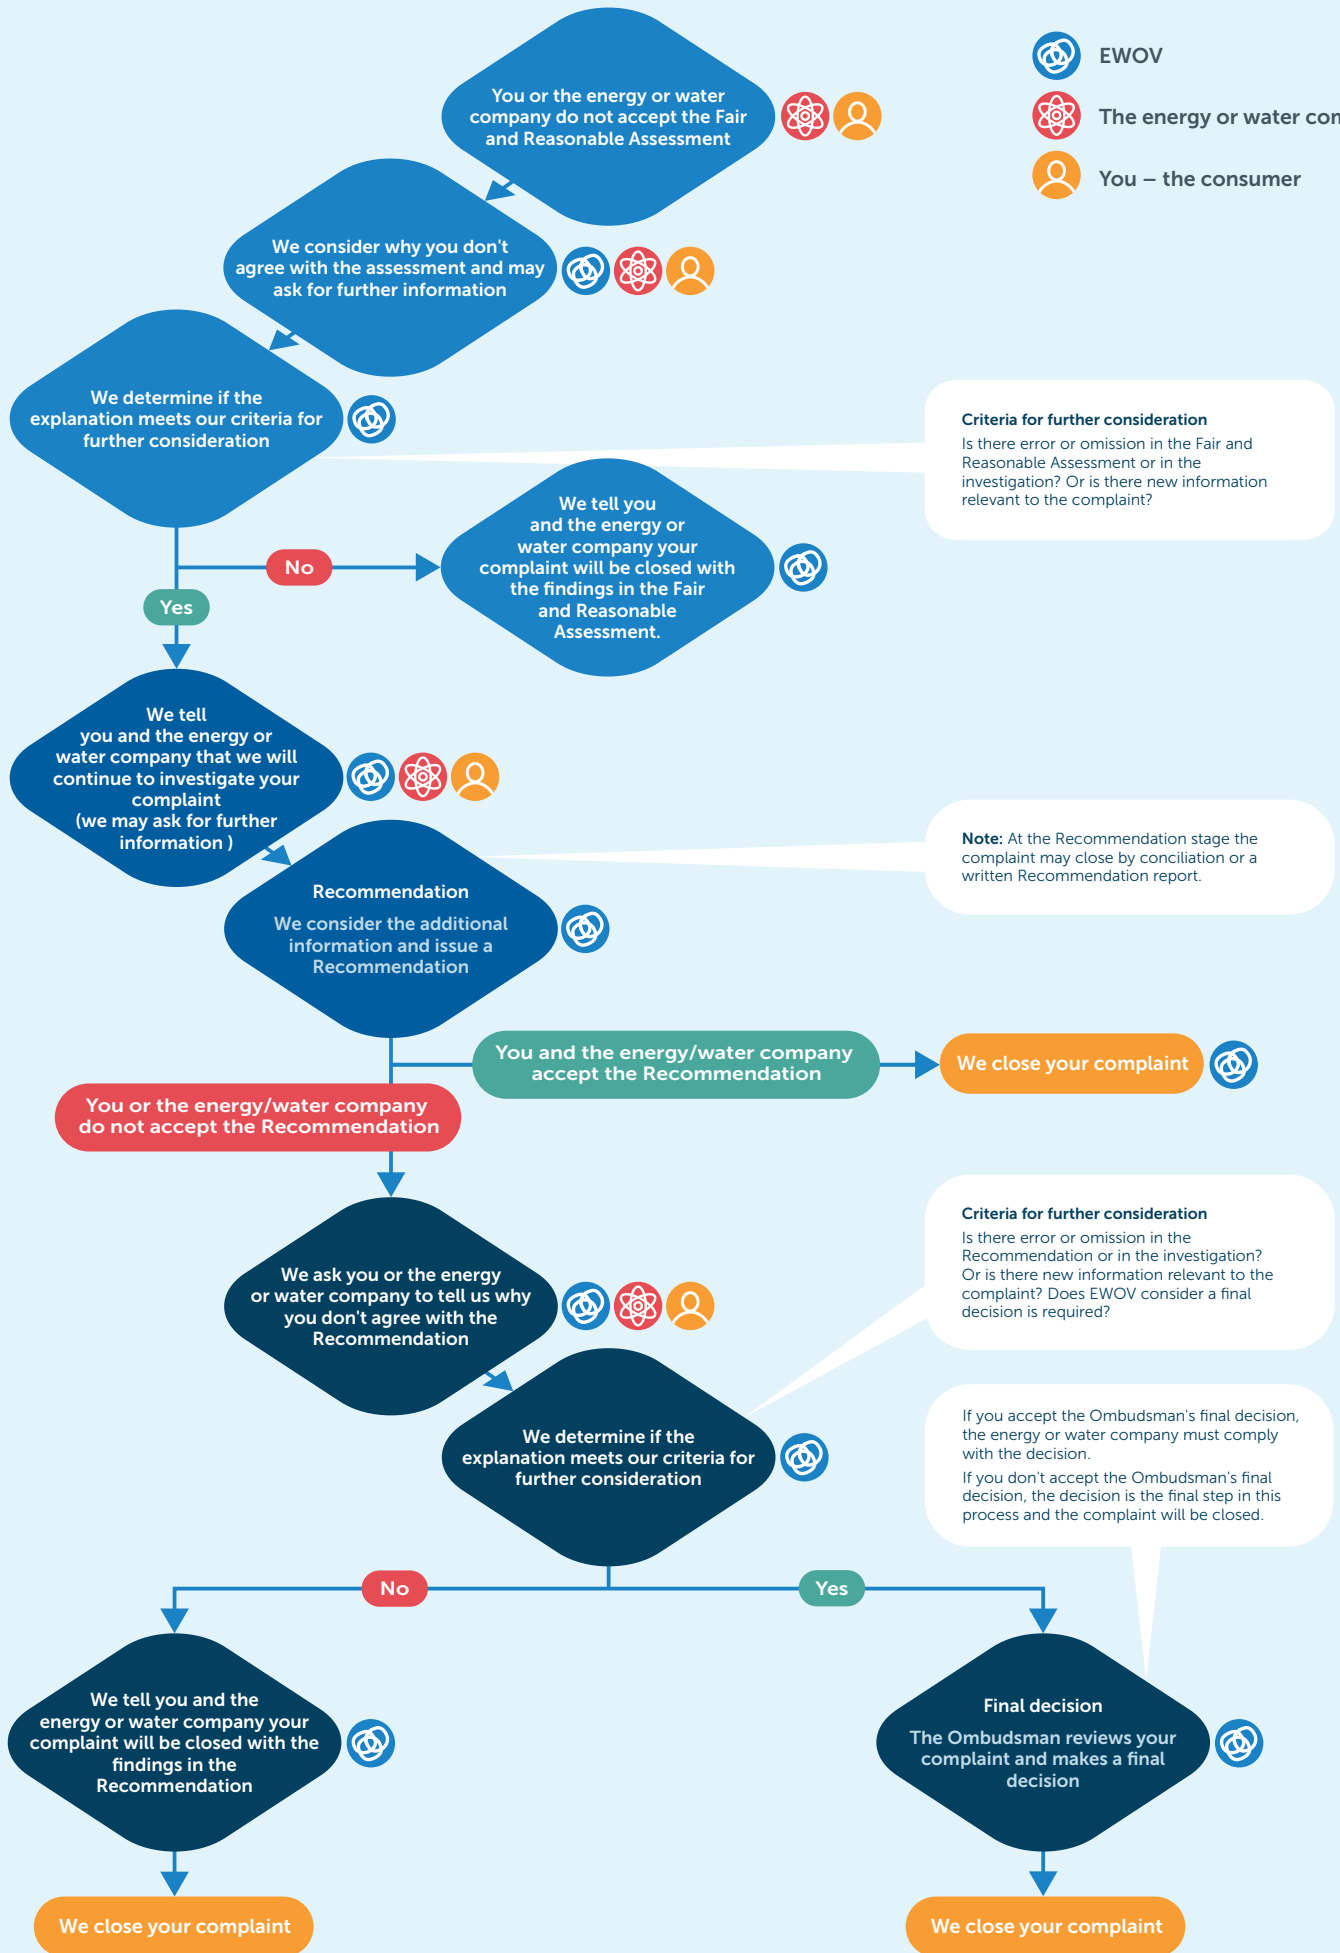 EWOV
The energy or water com
You – the consumer
You or the energy or water
company do not accept the Fair
and Reasonable Assessment
We consider why you don't
agree with the assessment and may
ask for further information
We determine if the
explanation meets our criteria for
further consideration
Criteria for further consideration
Is there error or omission in the Fair and
Reasonable Assessment or in the
investigation? Or is there new information
relevant to the complaint?
No
We tell you
and the energy or
water company your
complaint will be closed with
the findings in the Fair
and Reasonable
Assessment.
Yes
We tell
you and the energy or
water company that we will
continue to investigate your
complaint
(we may ask for further
information )
Note: At the Recommendation stage the
complaint may close by conciliation or a
written Recommendation report.
Recommendation
We consider the additional
information and issue a
Recommendation
You and the energy/water company
accept the Recommendation
We close your complaint
You or the energy/water company
do not accept the Recommendation
We ask you or the energy
or water company to tell us why
you don't agree with the
Recommendation
Criteria for further consideration
Is there error or omission in the
Recommendation or in the investigation?
Or is there new information relevant to the
complaint? Does EWOV consider a final
decision is required?
We determine if the
explanation meets our criteria for
further consideration
If you accept the Ombudsman's final decision,
the energy or water company must comply
with the decision.
If you don't accept the Ombudsman's final
decision, the decision is the final step in this
process and the complaint will be closed.
No
Yes
We tell you and the
energy or water company your
complaint will be closed with the
findings in the
Recommendation
Final decision
The Ombudsman reviews your
complaint and makes a final
decision
We close your complaint
We close your complaint